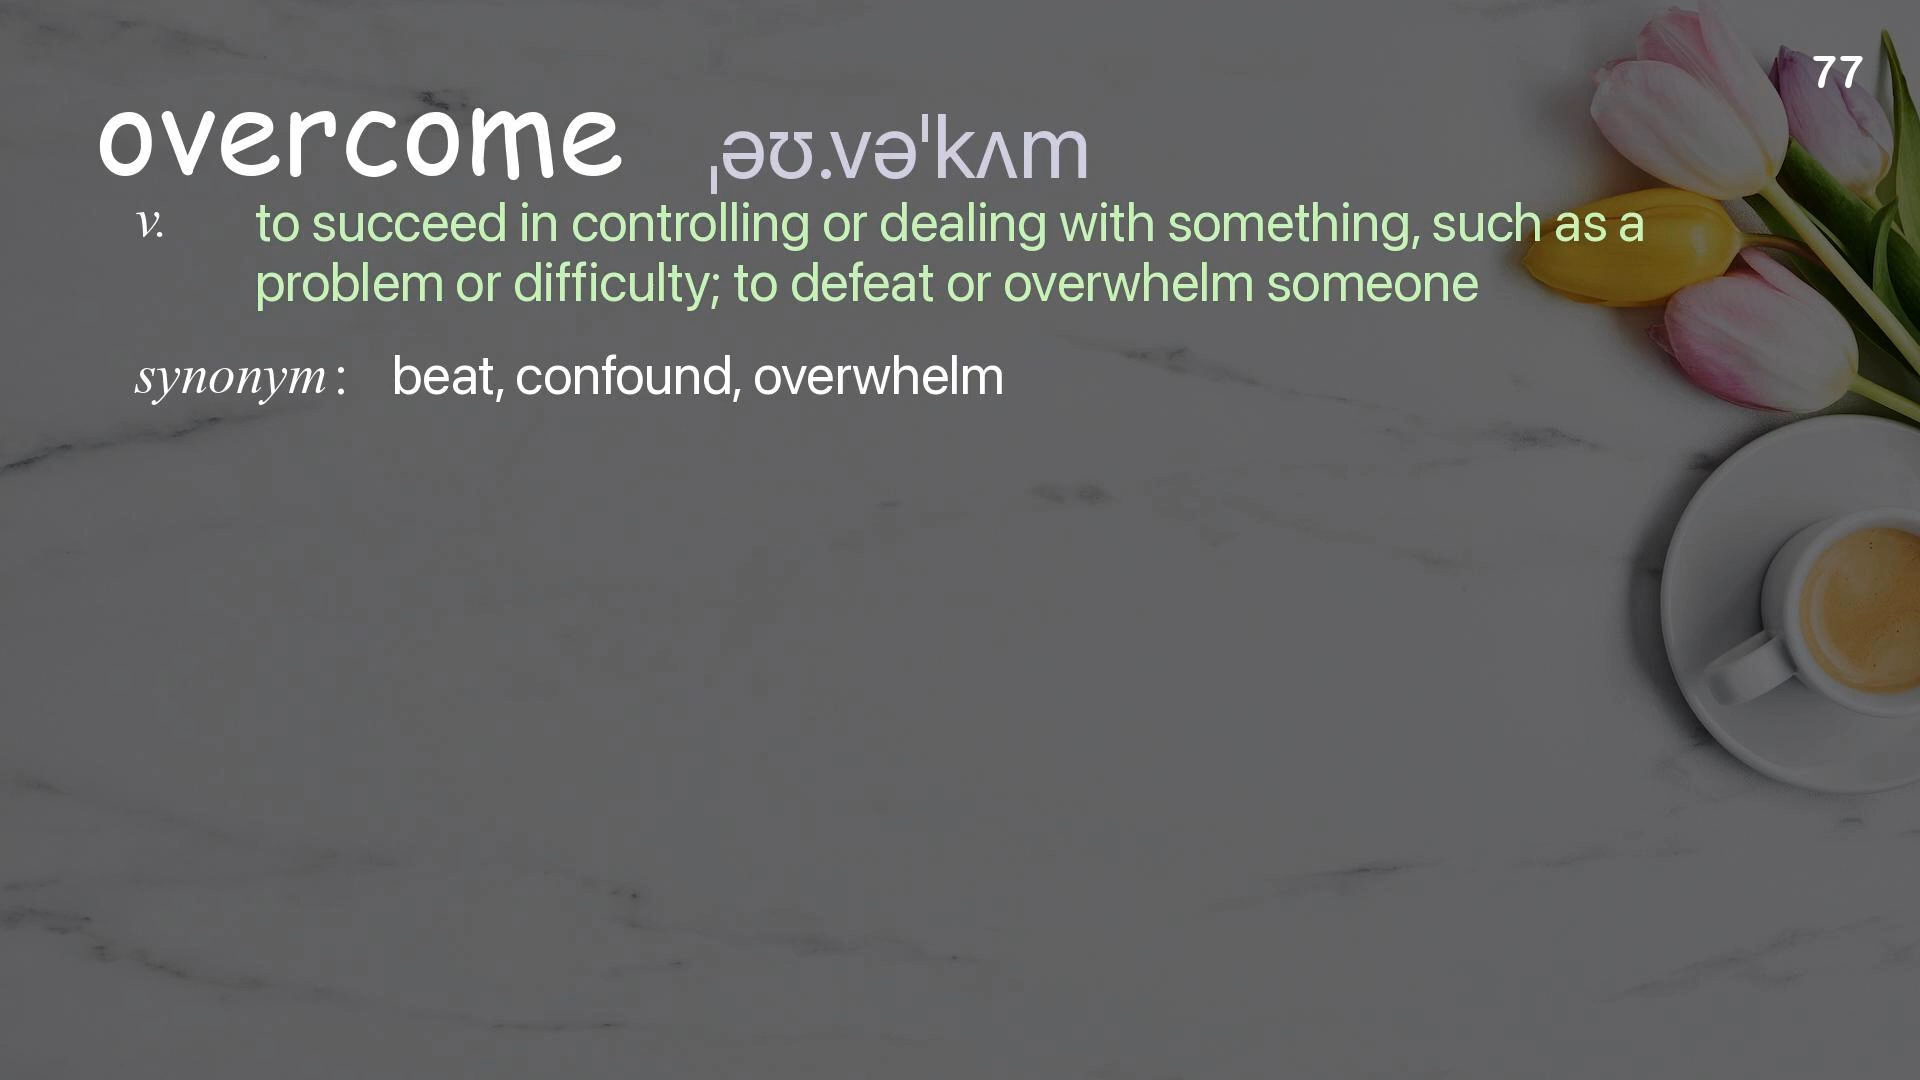 77
overcome ˌəʊ.vəˈkʌm
v. to succeed in controlling or dealing with something, such as a
problem or difficulty; to defeat or overwhelm someone
synonym: beat, confound, overwhelm